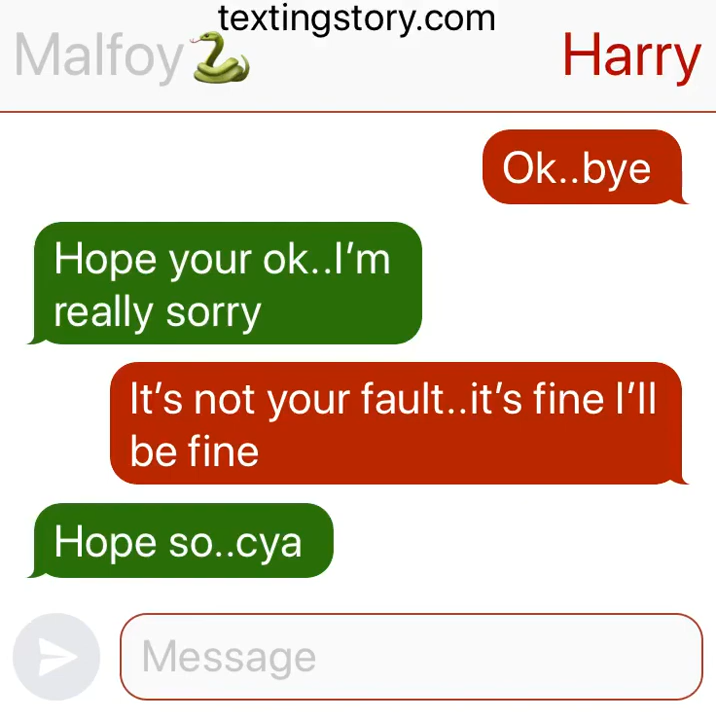 textingstory.com
Malfoy🐍
Harry
Ok..bye
Hope your ok..I'm
really sorry
It's not your fault..it's fine I'll
be fine
Hope so..cya
Message